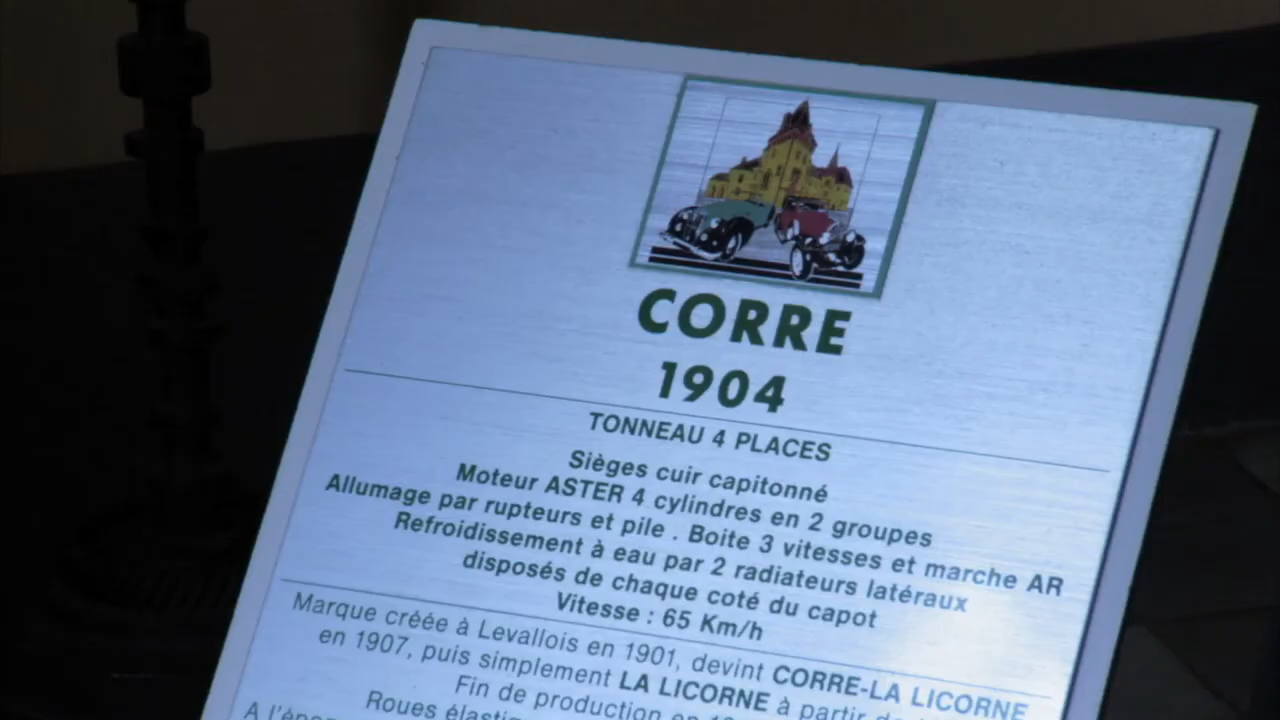 CORRE
1904
TONNEAU 4 PLACES
Sièges cuir capitonné
Moteur ASTER 4 cylindres en 2 groupes
Allumage par rupteurs et pile . Boite 3 vitesses et marche AR
Refroidissement à eau par 2 radiateurs latéraux
disposés de chaque coté du capot
Vitesse : 65 Km/h
Marque créée à Levallois en 1901, devint CORRE-LA LICORNE
en 1907, puis simplement LA LICORNE à partir de
Fin de production en
Roues
A